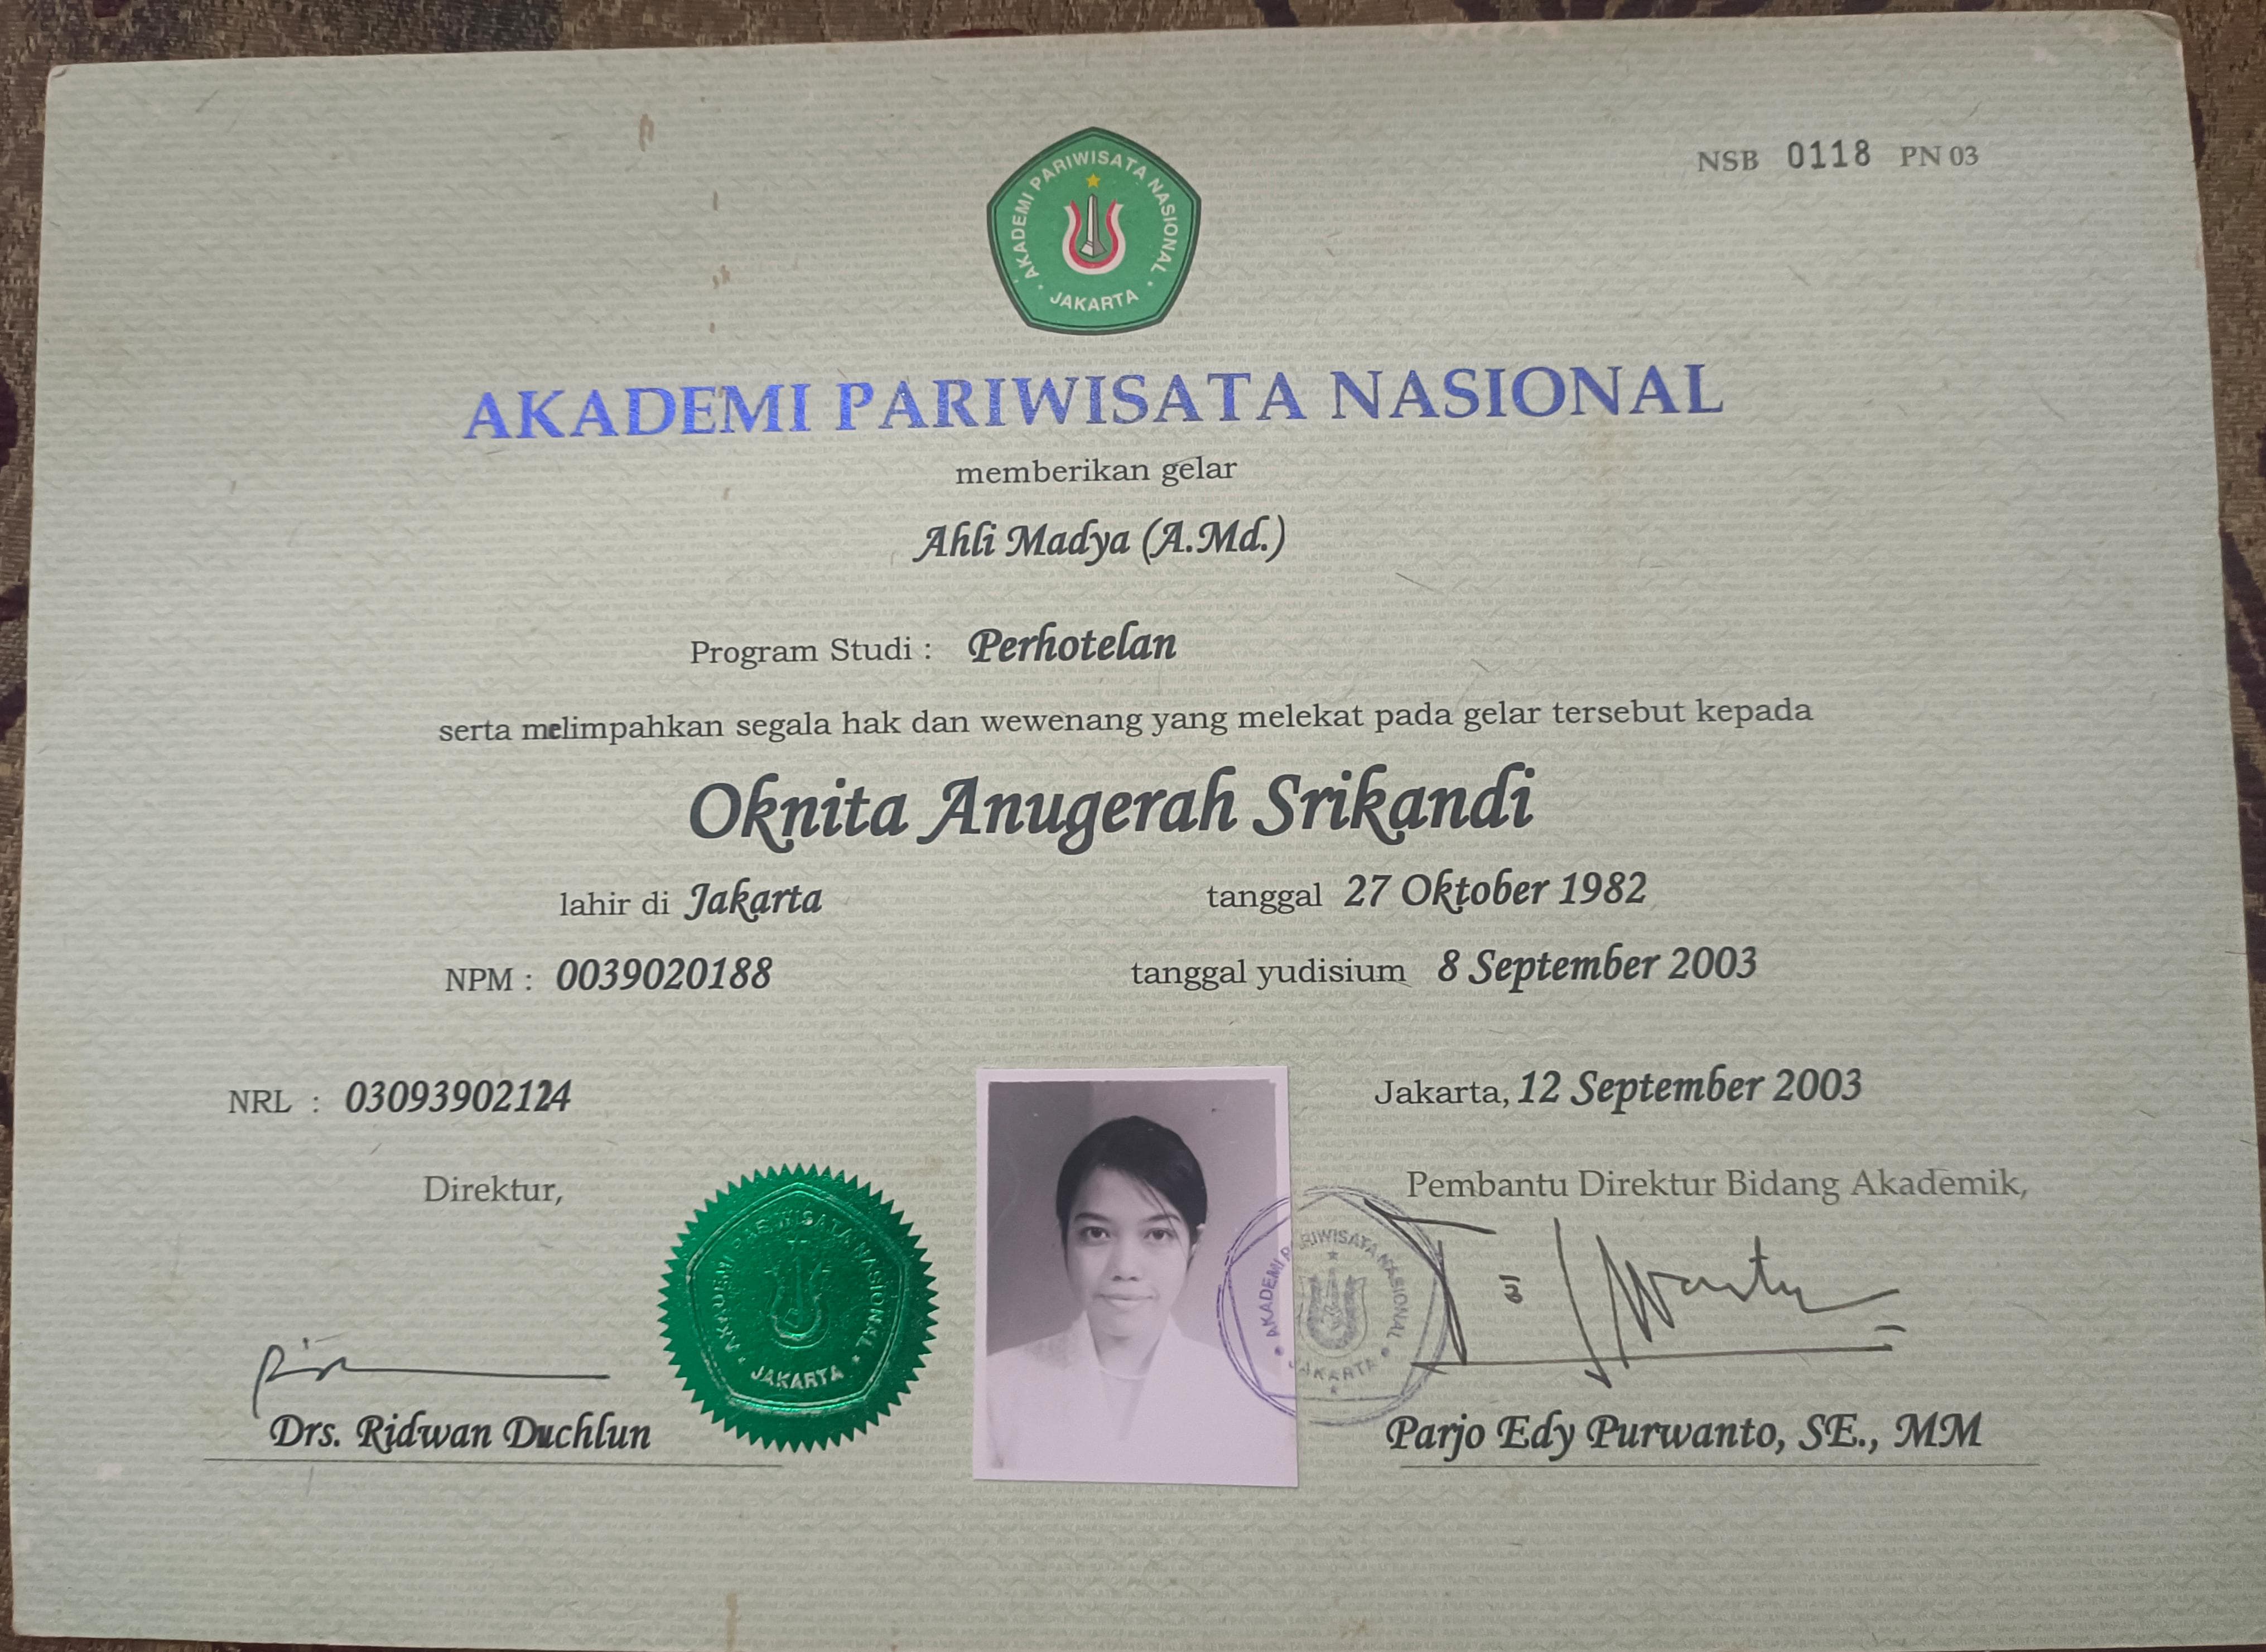 NSB 0118 PN 03
AKADEMI PARIWISATA NASIONAL
JAKARTA
AKADEMI PARIWISATA NASIONAL
memberikan gelar
Ahli Madya (A.Md.)
Program Studi : Perhotelan
serta melimpahkan segala hak dan wewenang yang melekat pada gelar tersebut kepada
Oknita Anugerah Srikandi
lahir di Jakarta tanggal 27 Oktober 1982
NPM : 0039020188 tanggal yudisium 8 September 2003
NRL : 03093902124 Jakarta, 12 September 2003
Direktur, Pembantu Direktur Bidang Akademik,
AKADEMI PARIWISATA NASIONAL
JAKARTA
AKADEMI PARIWISATA NASIONAL
JAKARTA
Drs. Ridwan Duchlun Parjo Edy Purwanto, SE., MM